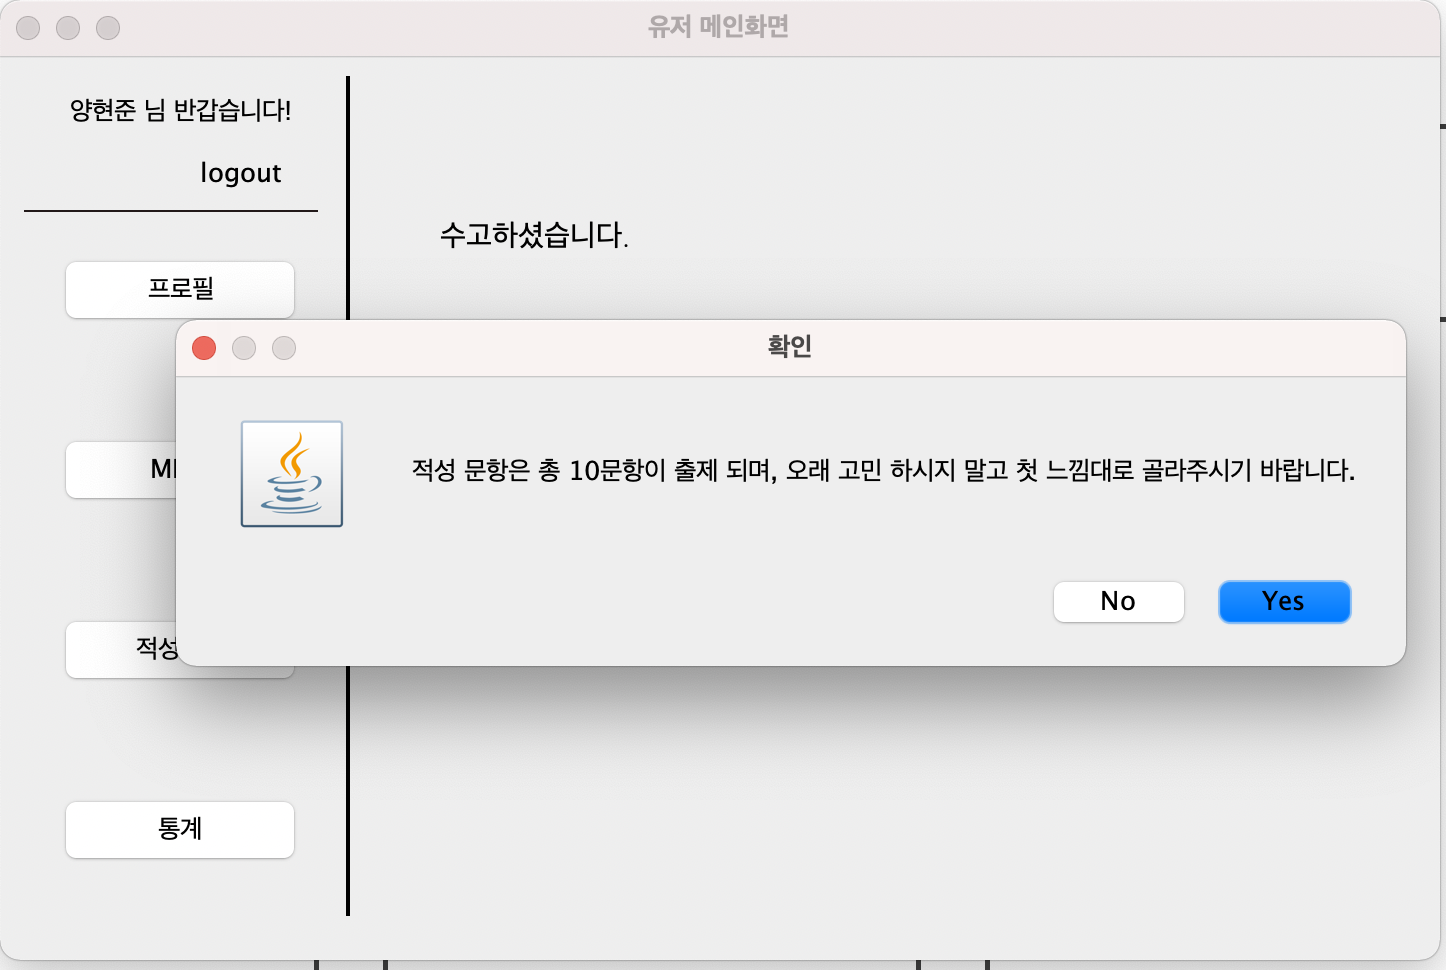 유저 메인화면
양현준 님 반갑습니다!
logout
수고하셨습니다.
프로필
확인
적성 문항은 총 10문항이 출제 되며, 오래 고민 하시지 말고 첫 느낌대로 골라주시기 바랍니다.
No
Yes
적성
통계